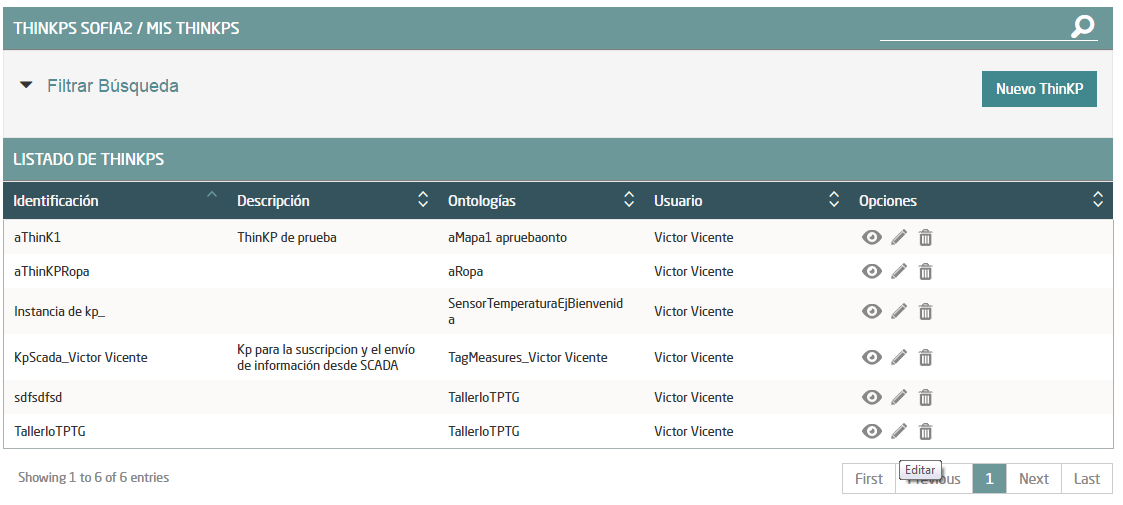 THINKPS SOFIA2 / MIS THINKPS
Filtrar Búsqueda
Nuevo ThinKP
LISTADO DE THINKPS
Identificación Descripción Ontologías Usuario Opciones
aThinK1 ThinKP de prueba aMapa1 apruebaonto Victor Vicente
aThinKPRopa aRopa Victor Vicente
Instancia de kp_ SensorTemperaturaEjBienvenid
a Victor Vicente
KpScada_Victor Vicente Kp para la suscripcion y el envío
de información desde SCADA TagMeasures_Victor Vicente Victor Vicente
sdfsdfsd TallerIoTPTG Victor Vicente
TallerIoTPTG TallerIoTPTG Victor Vicente
Showing 1 to 6 of 6 entries
Editar
First Previous 1 Next Last